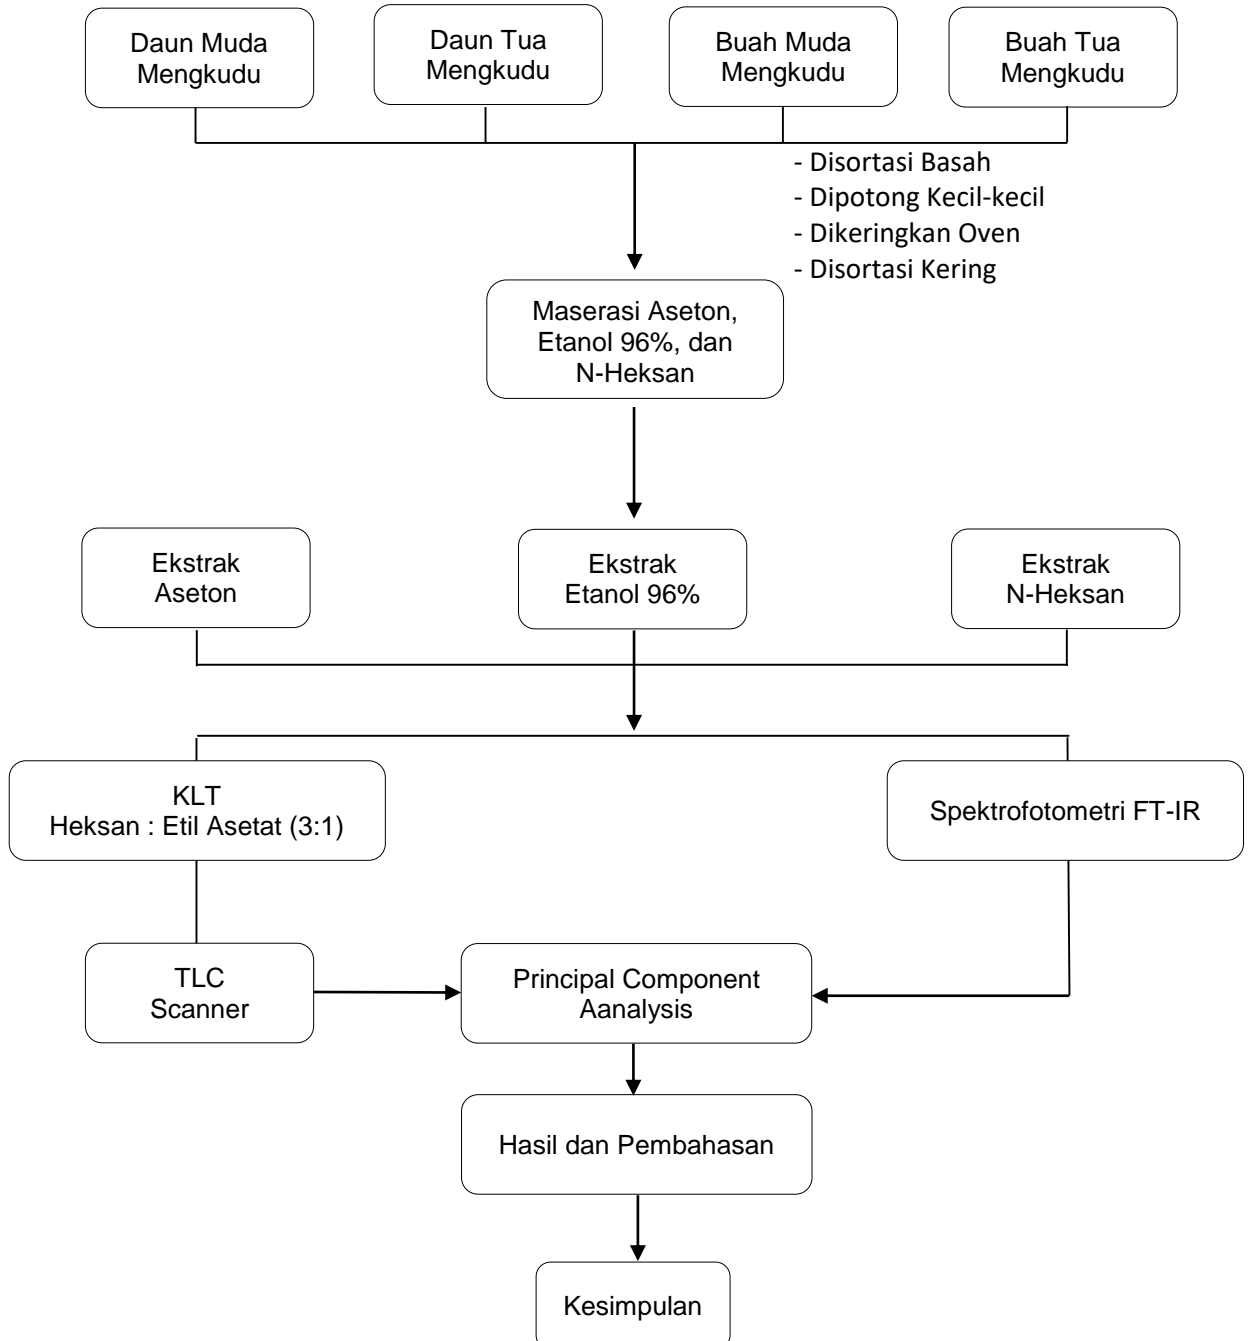 Daun Muda
Mengkudu
Daun Tua
Mengkudu
Buah Muda
Mengkudu
Buah Tua
Mengkudu
- Disortasi Basah
- Dipotong Kecil-kecil
- Dikeringkan Oven
- Disortasi Kering
Maserasi Aseton,
Etanol 96%, dan
N-Heksan
Ekstrak
Aseton
Ekstrak
Etanol 96%
Ekstrak
N-Heksan
KLT
Heksan : Etil Asetat (3:1)
Spektrofotometri FT-IR
TLC
Scanner
Principal Component
Aanalysis
Hasil dan Pembahasan
Kesimpulan